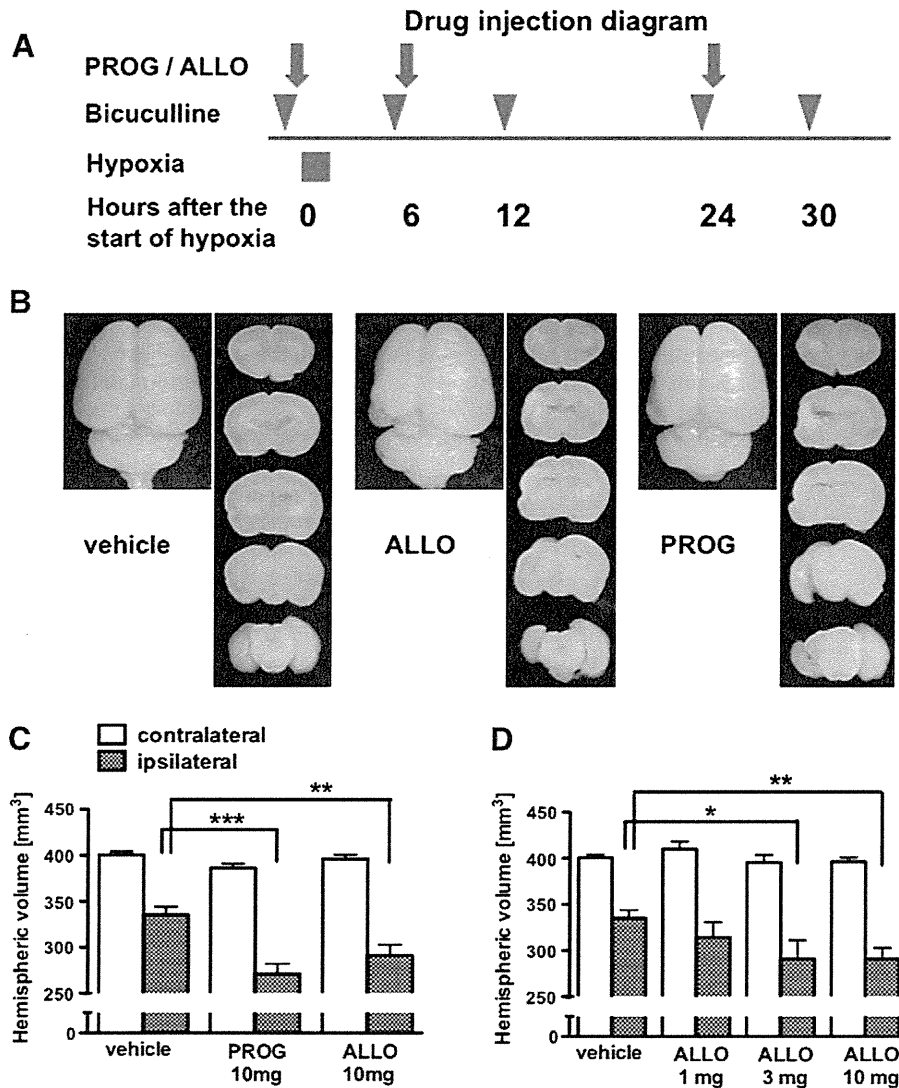 A
Drug injection diagram
PROG / ALLO
Bicuculline
Hypoxia
Hours after the
start of hypoxia
0 6 12 24 30
B
vehicle
ALLO
PROG
C
contralateral
ipsilateral
Hemispheric volume [mm³]
450
400
350
300
250
0
**
***
vehicle
PROG
10mg
ALLO
10mg
D
Hemispheric volume [mm³]
450
400
350
300
250
0
**
*
vehicle
ALLO
1 mg
ALLO
3 mg
ALLO
10 mg